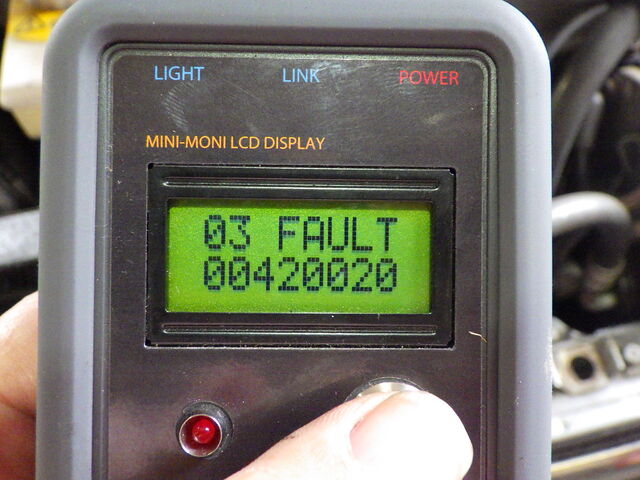 LIGHT LINK POWER
MINI-MONI LCD DISPLAY
03 FAULT
00420020